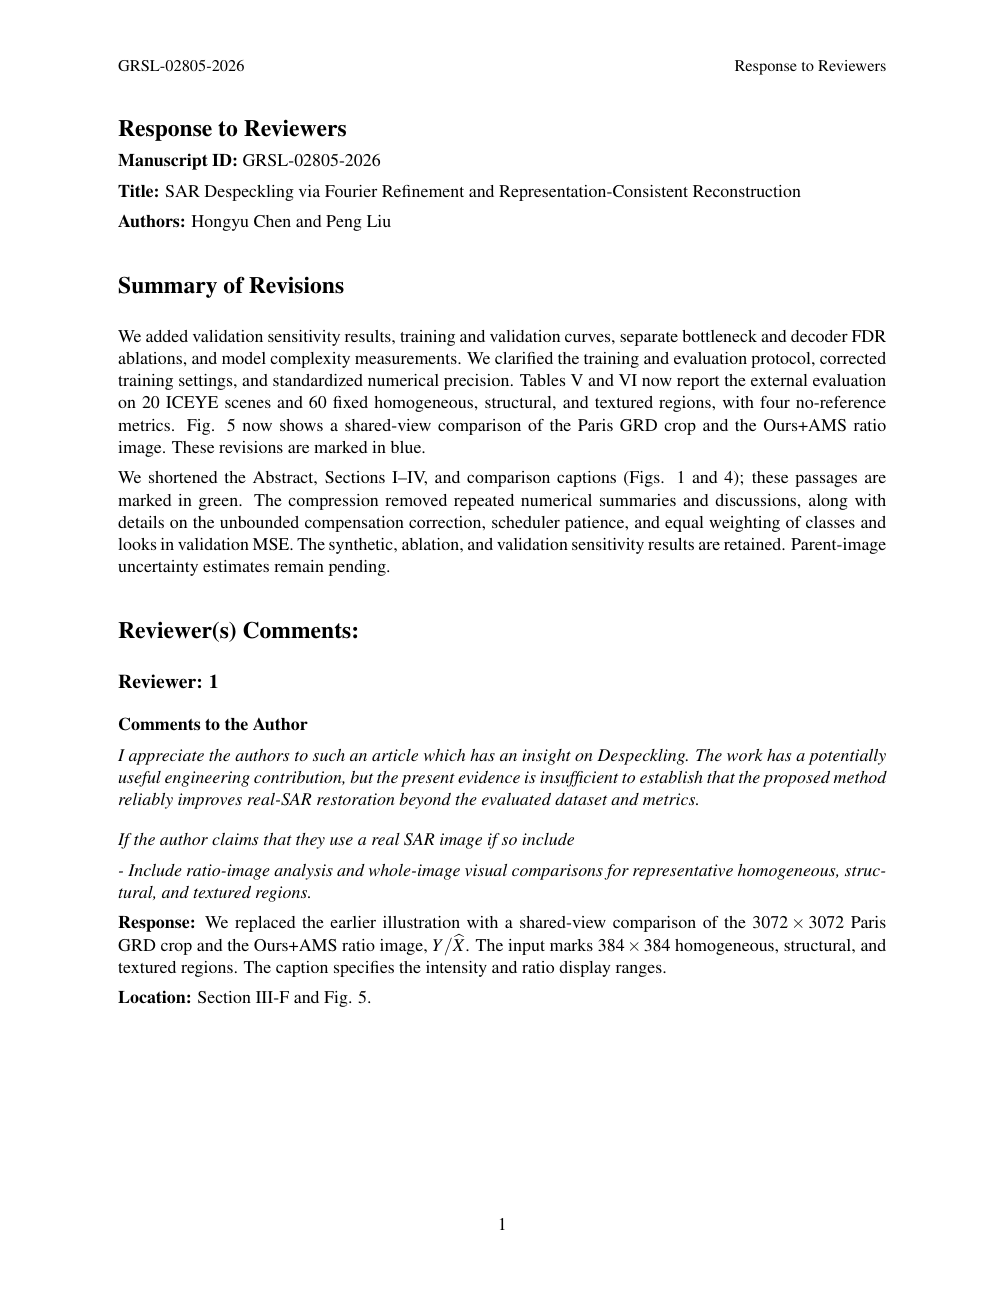 GRSL-02805-2026
Response to Reviewers
Response to Reviewers
Manuscript ID: GRSL-02805-2026
Title: SAR Despeckling via Fourier Refinement and Representation-Consistent Reconstruction
Authors: Hongyu Chen and Peng Liu
Summary of Revisions
We added validation sensitivity results, training and validation curves, separate bottleneck and decoder FDR
ablations, and model complexity measurements. We clarified the training and evaluation protocol, corrected
training settings, and standardized numerical precision. Tables V and VI now report the external evaluation
on 20 ICEYE scenes and 60 fixed homogeneous, structural, and textured regions, with four no-reference
metrics. Fig. 5 now shows a shared-view comparison of the Paris GRD crop and the Ours+AMS ratio
image. These revisions are marked in blue.
We shortened the Abstract, Sections I–IV, and comparison captions (Figs. 1 and 4); these passages are
marked in green. The compression removed repeated numerical summaries and discussions, along with
details on the unbounded compensation correction, scheduler patience, and equal weighting of classes and
looks in validation MSE. The synthetic, ablation, and validation sensitivity results are retained. Parent-image
uncertainty estimates remain pending.
Reviewer(s) Comments:
Reviewer: 1
Comments to the Author
I appreciate the authors to such an article which has an insight on Despeckling. The work has a potentially
useful engineering contribution, but the present evidence is insufficient to establish that the proposed method
reliably improves real-SAR restoration beyond the evaluated dataset and metrics.
If the author claims that they use a real SAR image if so include
- Include ratio-image analysis and whole-image visual comparisons for representative homogeneous, struc-
tural, and textured regions.
Response: We replaced the earlier illustration with a shared-view comparison of the 3072 × 3072 Paris
GRD crop and the Ours+AMS ratio image, Y/X̂. The input marks 384 × 384 homogeneous, structural, and
textured regions. The caption specifies the intensity and ratio display ranges.
Location: Section III-F and Fig. 5.
1